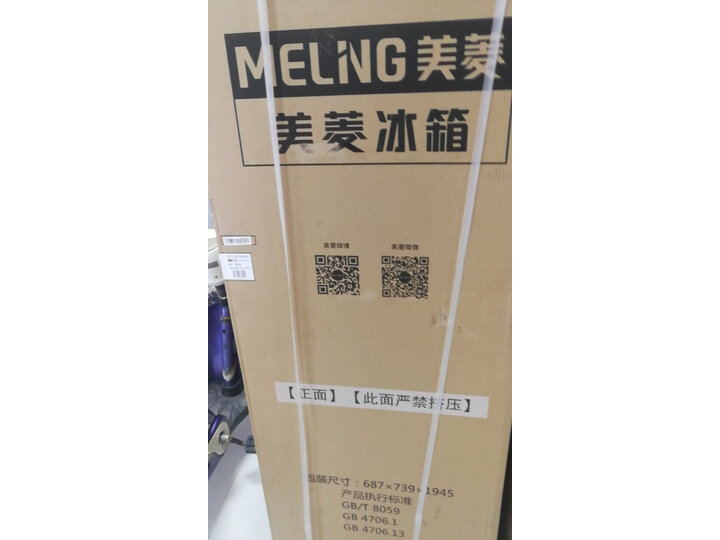 MELNG美菱
美菱冰箱
美菱微博
美菱微信
【正面】【此面严禁挤压】
包装尺寸：687×739×1945
产品执行标准
GB/T 8059
GB 4706.1
GB 4706.13